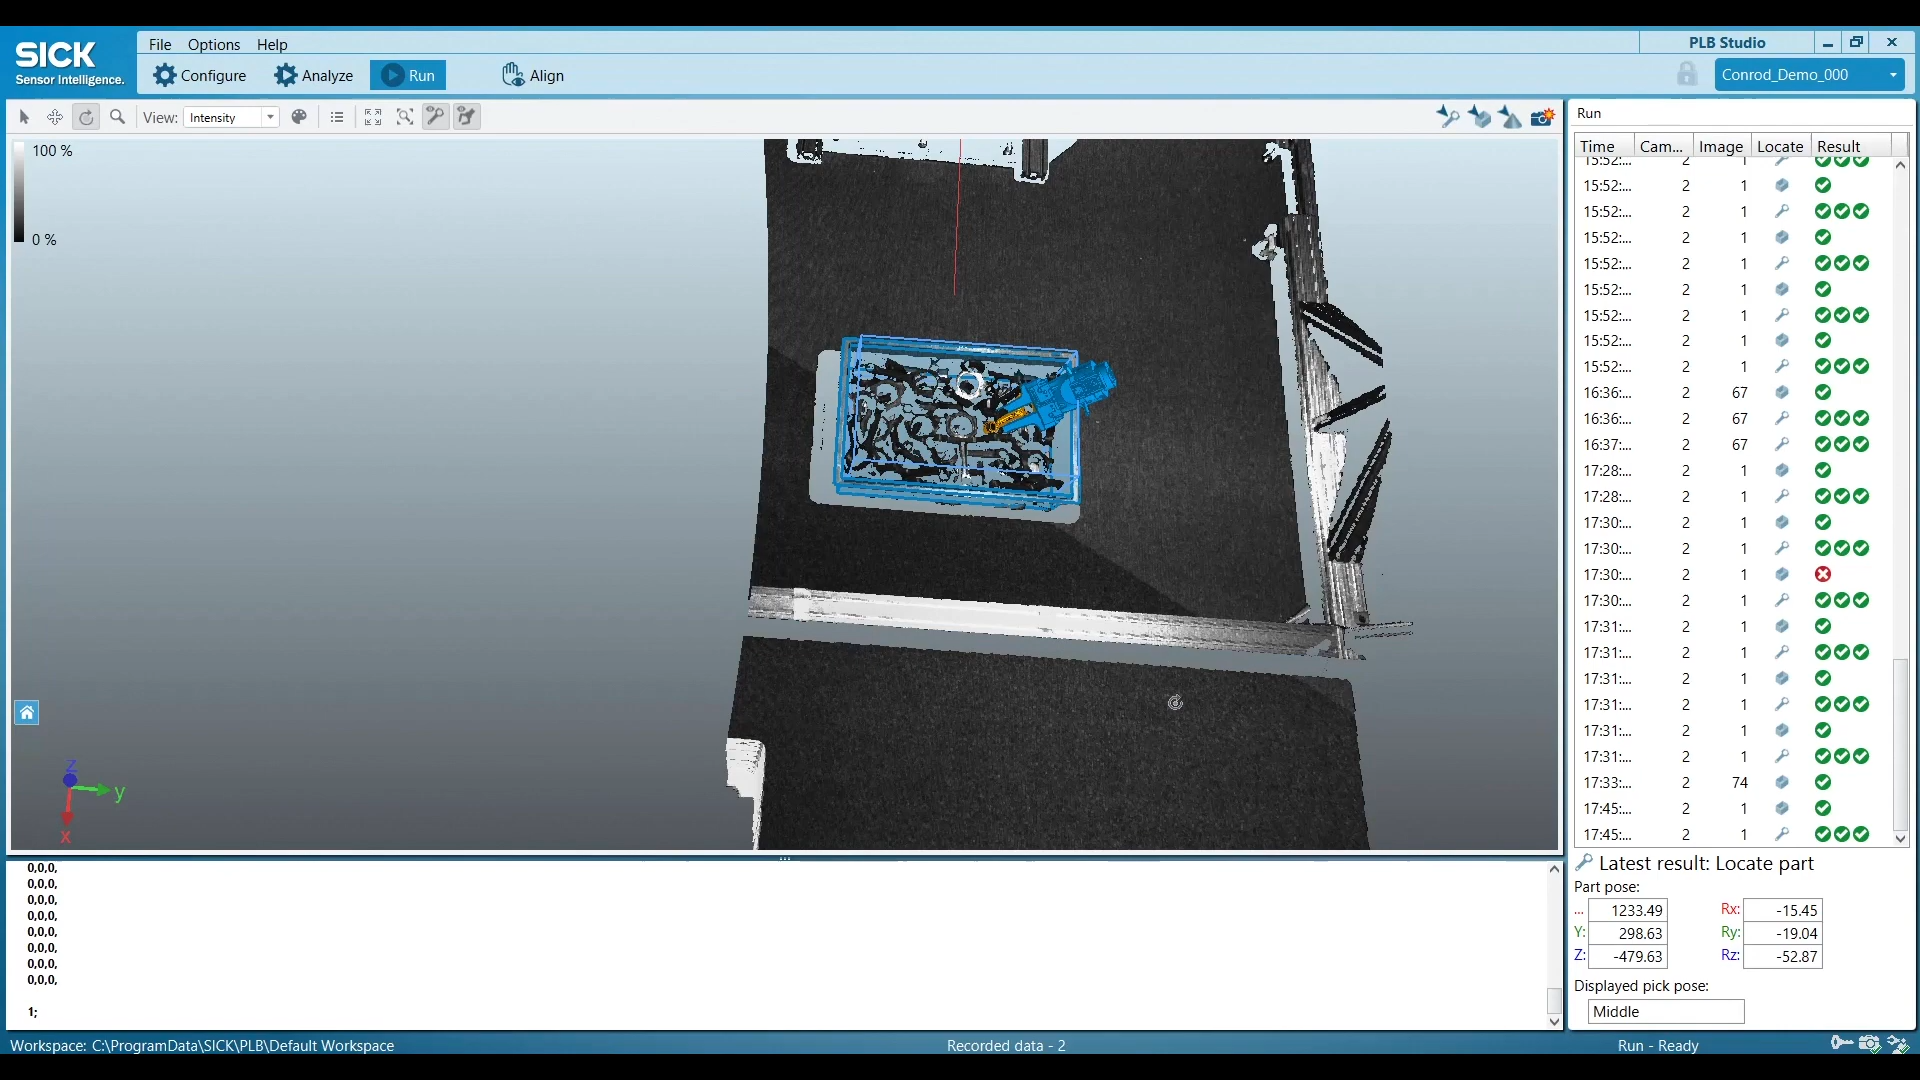 SICK
Sensor Intelligence.
File Options Help
PLB Studio
Configure Analyze Run Align
Conrod_Demo_000
View: Intensity
Run
100 %
0 %
Time Cam... Image Locate Result
15:52:... 2 1
15:52:... 2 1
15:52:... 2 1
15:52:... 2 1
15:52:... 2 1
15:52:... 2 1
15:52:... 2 1
15:52:... 2 1
15:52:... 2 1
16:36:... 2 67
16:36:... 2 67
16:37:... 2 67
17:28:... 2 1
17:28:... 2 1
17:30:... 2 1
17:30:... 2 1
17:30:... 2 1
17:30:... 2 1
17:31:... 2 1
17:31:... 2 1
17:31:... 2 1
17:31:... 2 1
17:31:... 2 1
17:31:... 2 1
17:33:... 2 74
17:45:... 2 1
17:45:... 2 1
z
y
x
0,0,0,
0,0,0,
0,0,0,
0,0,0,
0,0,0,
0,0,0,
0,0,0,
0,0,0,
1;
Latest result: Locate part
Part pose:
... 1233.49 Rx: -15.45
Y: 298.63 Ry: -19.04
Z: -479.63 Rz: -52.87
Displayed pick pose:
Middle
Workspace: C:\ProgramData\SICK\PLB\Default Workspace
Recorded data - 2
Run - Ready